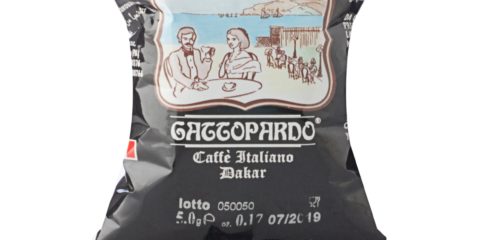 GATTOPARDO®
Caffè Italiano
Dakar
lotto 050050
5.0g e oz. 0.17 07/2019